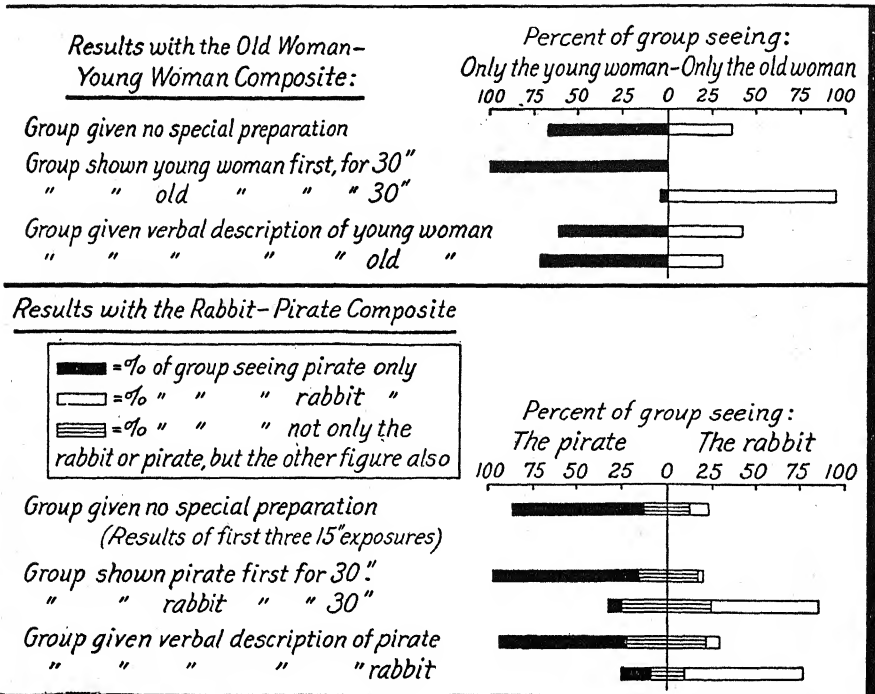 Results with the Old Woman–
Young Woman Composite:
Percent of group seeing:
Only the young woman–Only the old woman
100 75 50 25 0 25 50 75 100
Group given no special preparation
Group shown young woman first, for 30"
" " old " " " 30"
Group given verbal description of young woman
" " " " " old "
Results with the Rabbit–Pirate Composite
=% of group seeing pirate only
=% " " " rabbit "
=% " " " not only the
rabbit or pirate, but the other figure also
Percent of group seeing:
The pirate The rabbit
100 75 50 25 0 25 50 75 100
Group given no special preparation
(Results of first three 15" exposures)
Group shown pirate first for 30".
" " rabbit " " 30"
Group given verbal description of pirate
" " " " " rabbit